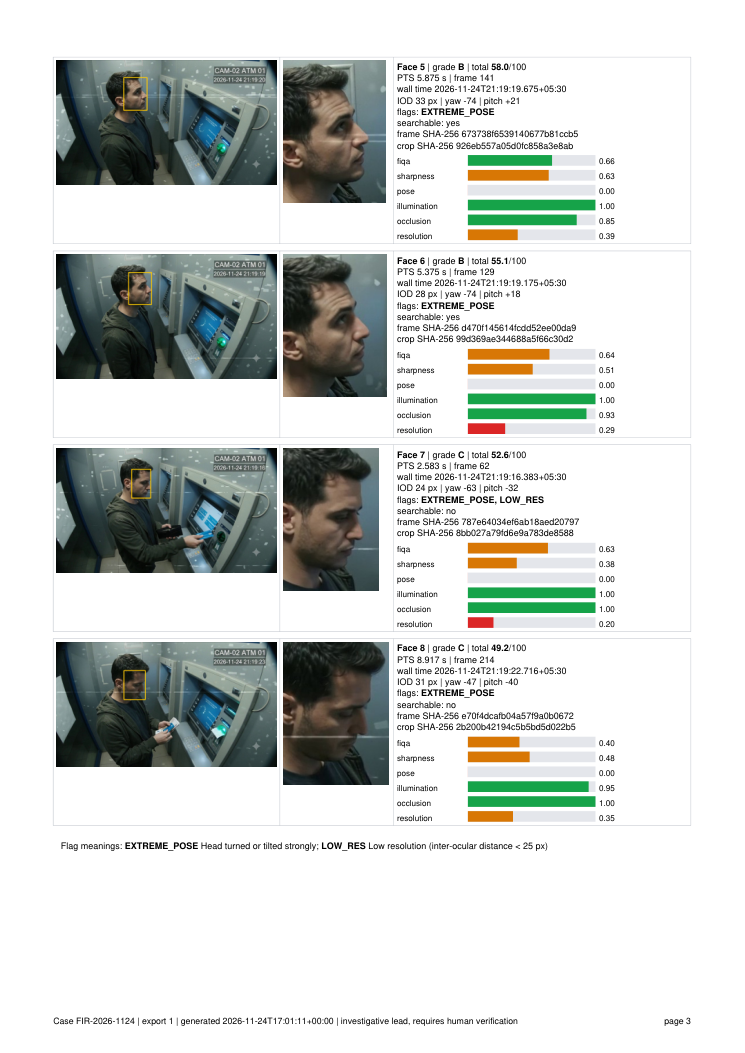 CAM-02 ATM 01
2026-11-24 21:19:20
Face 5 | grade B | total 58.0/100
PTS 5.875 s | frame 141
wall time 2026-11-24T21:19:19.675+05:30
IOD 33 px | yaw -74 | pitch +21
flags: EXTREME_POSE
searchable: yes
frame SHA-256 673738f6539140677b81ccb5
crop SHA-256 926eb557a05d0fc858a3e8ab
fiqa 0.66
sharpness 0.63
pose 0.00
illumination 1.00
occlusion 0.85
resolution 0.39
CAM-02 ATM 01
2026-11-24 21:19:19
Face 6 | grade B | total 55.1/100
PTS 5.375 s | frame 129
wall time 2026-11-24T21:19:19.175+05:30
IOD 28 px | yaw -74 | pitch +18
flags: EXTREME_POSE
searchable: yes
frame SHA-256 d470f145614fcdd52ee00da9
crop SHA-256 99d369ae344688a5f66c30d2
fiqa 0.64
sharpness 0.51
pose 0.00
illumination 1.00
occlusion 0.93
resolution 0.29
CAM-02 ATM 01
2026-11-24 21:19:16
Face 7 | grade C | total 52.6/100
PTS 2.583 s | frame 62
wall time 2026-11-24T21:19:16.383+05:30
IOD 24 px | yaw -63 | pitch -32
flags: EXTREME_POSE, LOW_RES
searchable: no
frame SHA-256 787e64034ef6ab18aed20797
crop SHA-256 8bb027a79fd6e9a783de8588
fiqa 0.63
sharpness 0.38
pose 0.00
illumination 1.00
occlusion 1.00
resolution 0.20
CAM-02 ATM 01
2026-11-24 21:19:23
Face 8 | grade C | total 49.2/100
PTS 8.917 s | frame 214
wall time 2026-11-24T21:19:22.716+05:30
IOD 31 px | yaw -47 | pitch -40
flags: EXTREME_POSE
searchable: no
frame SHA-256 e70f4dcafb04a57f9a0b0672
crop SHA-256 2b200b42194c5b5bd5d022b5
fiqa 0.40
sharpness 0.48
pose 0.00
illumination 0.95
occlusion 1.00
resolution 0.35
Flag meanings: EXTREME_POSE Head turned or tilted strongly; LOW_RES Low resolution (inter-ocular distance < 25 px)
Case FIR-2026-1124 | export 1 | generated 2026-11-24T17:01:11+00:00 | investigative lead, requires human verification
page 3